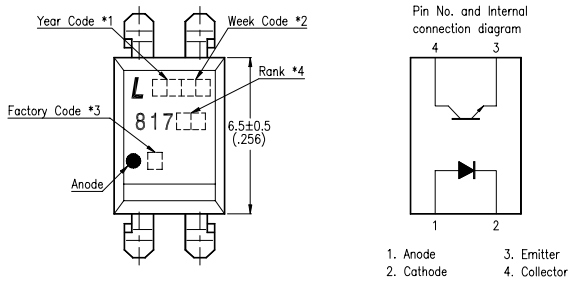 Year Code *1
Week Code *2
L
Rank *4
817
Factory Code *3
6.5±0.5
(.256)
Anode
Pin No. and Internal
connection diagram
4 3
1 2
1. Anode 3. Emitter
2. Cathode 4. Collector